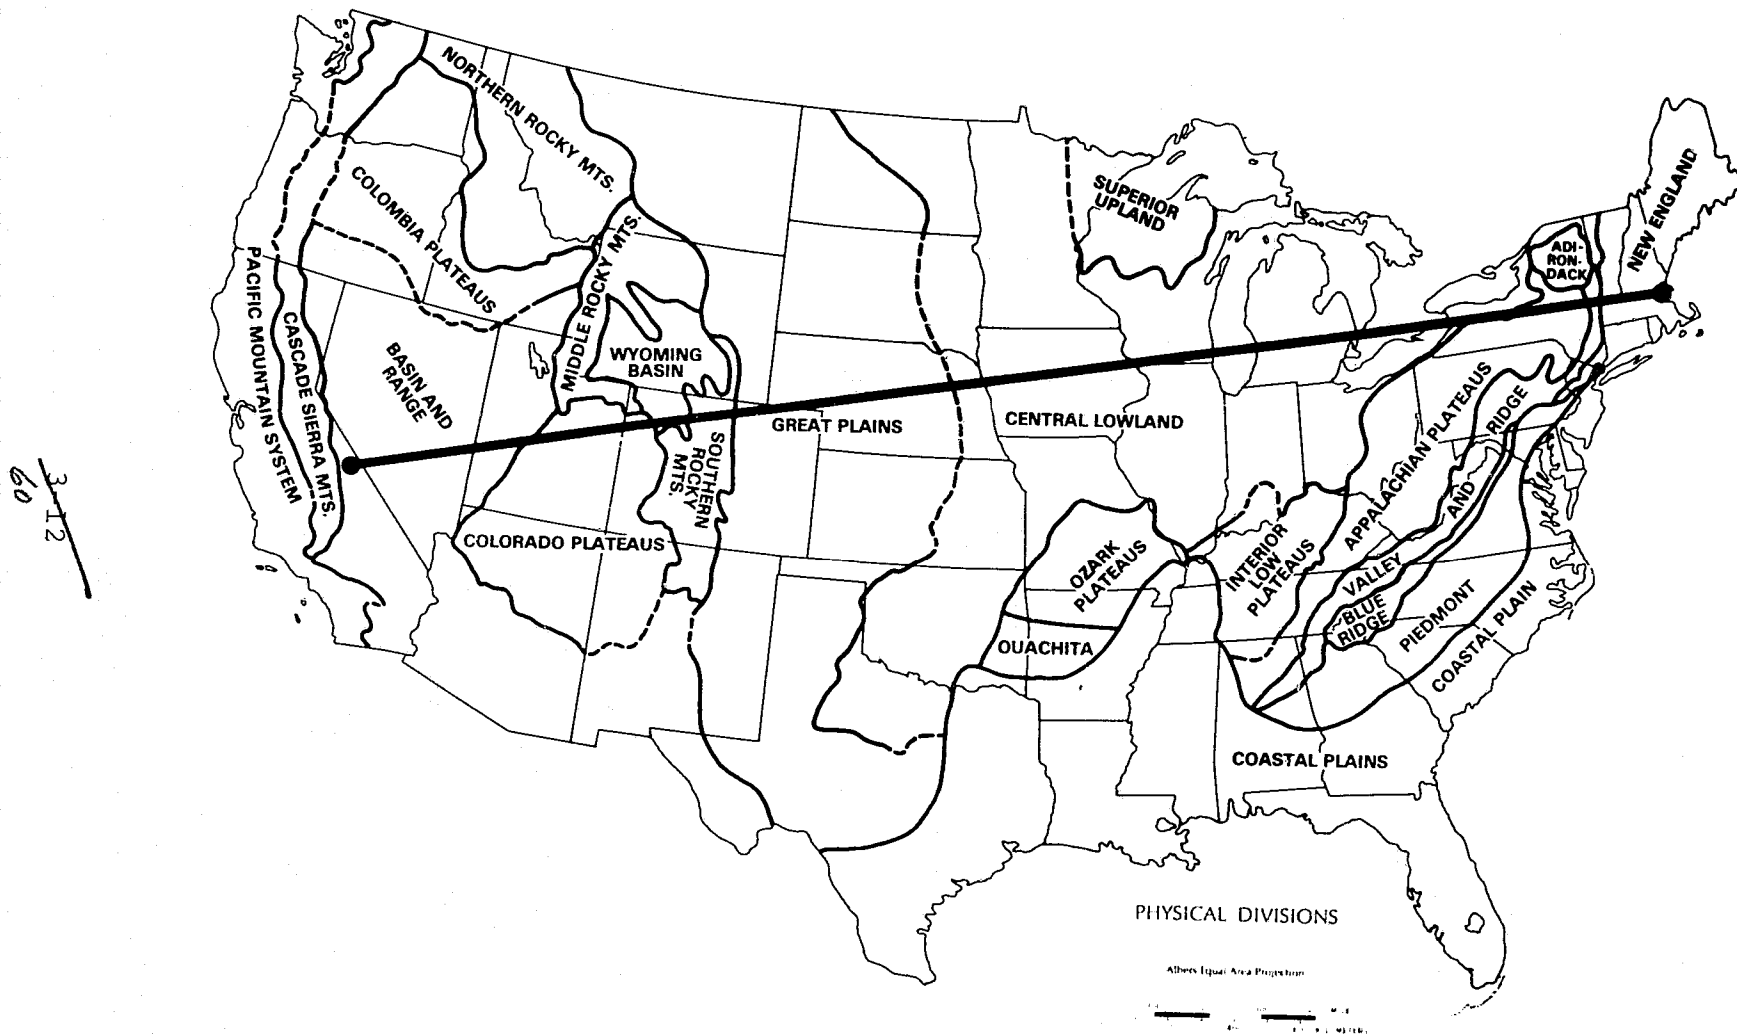 NORTHERN ROCKY MTS.
COLOMBIA PLATEAUS
PACIFIC MOUNTAIN SYSTEM
CASCADE SIERRA MTS.
BASIN AND
RANGE
MIDDLE ROCKY MTS.
WYOMING
BASIN
SOUTHERN
ROCKY
MTS.
COLORADO PLATEAUS
GREAT PLAINS
CENTRAL LOWLAND
SUPERIOR
UPLAND
ADI-
RON-
DACK
NEW ENGLAND
APPALACHIAN PLATEAUS
VALLEY AND RIDGE
BLUE
RIDGE
PIEDMONT
COASTAL PLAIN
INTERIOR
LOW
PLATEAUS
OZARK
PLATEAUS
OUACHITA
COASTAL PLAINS
3-12
60
PHYSICAL DIVISIONS
Albers Equal Area Projection